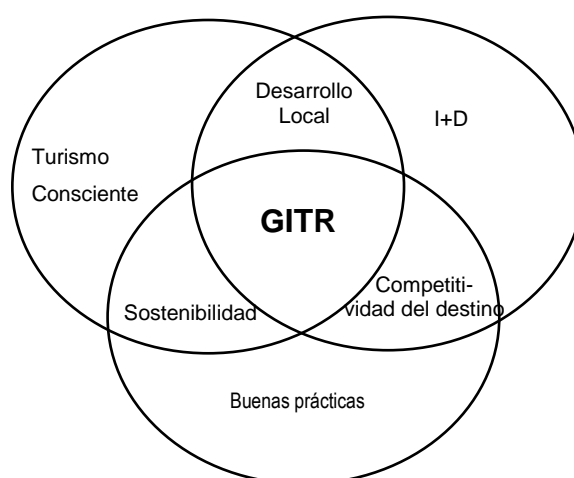 Desarrollo
Local
I+D
Turismo
Consciente
GITR
Competiti-
vidad del destino
Sostenibilidad
Buenas prácticas